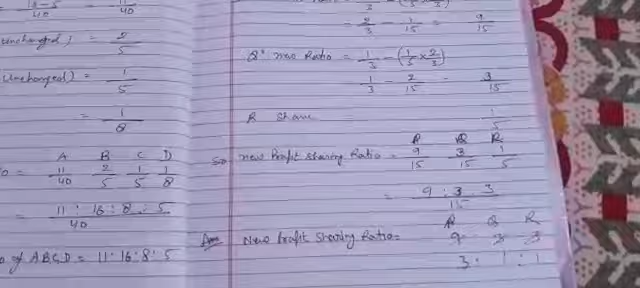 = 11/40
unchanged) = 2/5
(unchanged) = 1/5
= 1/8
A B C D
= 11/40 2/5 1/5 1/8
= 11 : 16 : 8 : 5 / 40
of A B C D = 11 : 16 : 8 : 5
= 2/3 - 1/15 = 9/15
Q's new Ratio = 1/3 - (1/5 × 2/3)
1/3 - 2/15 - 3/15
R Share 1/5
P Q R
So new Profit Sharing Ratio = 9/15 3/15 1/5
= 9 : 3 : 3 / 15
P Q R
Ans New Profit Sharing Ratio = 9 3 3
3 : 1 : 1